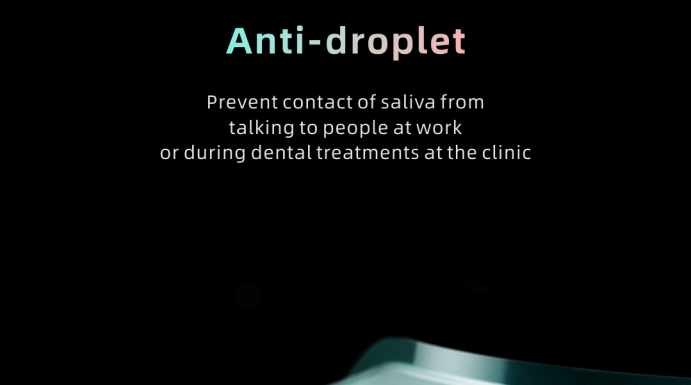 Anti-droplet
Prevent contact of saliva from
talking to people at work
or during dental treatments at the clinic